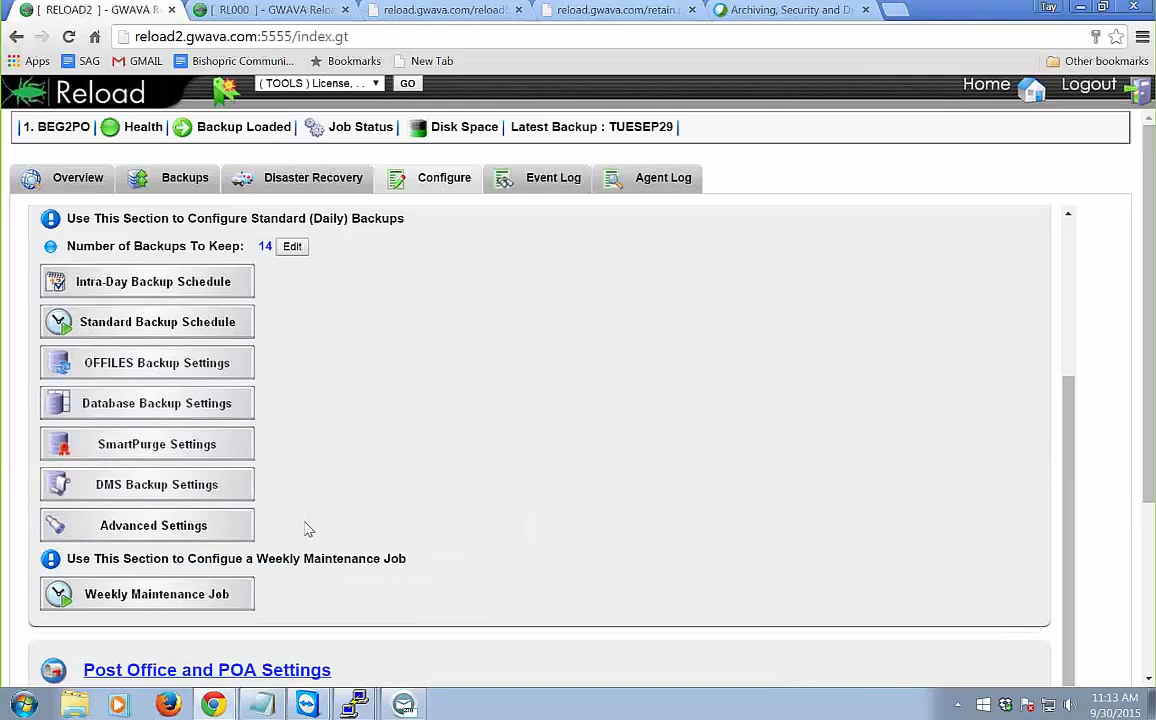 [ RELOAD2 ] - GWAVA Re
[ RL000 ] - GWAVA Reloa
reload.gwava.com/reload
reload.gwava.com/retain.
Archiving, Security and D
Tay
reload2.gwava.com:5555/index.gt
Apps SAG GMAIL Bishopric Communi... Bookmarks New Tab Other bookmarks
Reload ( TOOLS ) License, . . GO Home Logout
1. BEG2PO Health Backup Loaded Job Status Disk Space Latest Backup : TUESEP29
Overview Backups Disaster Recovery Configure Event Log Agent Log
Use This Section to Configure Standard (Daily) Backups
Number of Backups To Keep: 14 Edit
Intra-Day Backup Schedule
Standard Backup Schedule
OFFILES Backup Settings
Database Backup Settings
SmartPurge Settings
DMS Backup Settings
Advanced Settings
Use This Section to Configue a Weekly Maintenance Job
Weekly Maintenance Job
Post Office and POA Settings
11:13 AM
9/30/2015